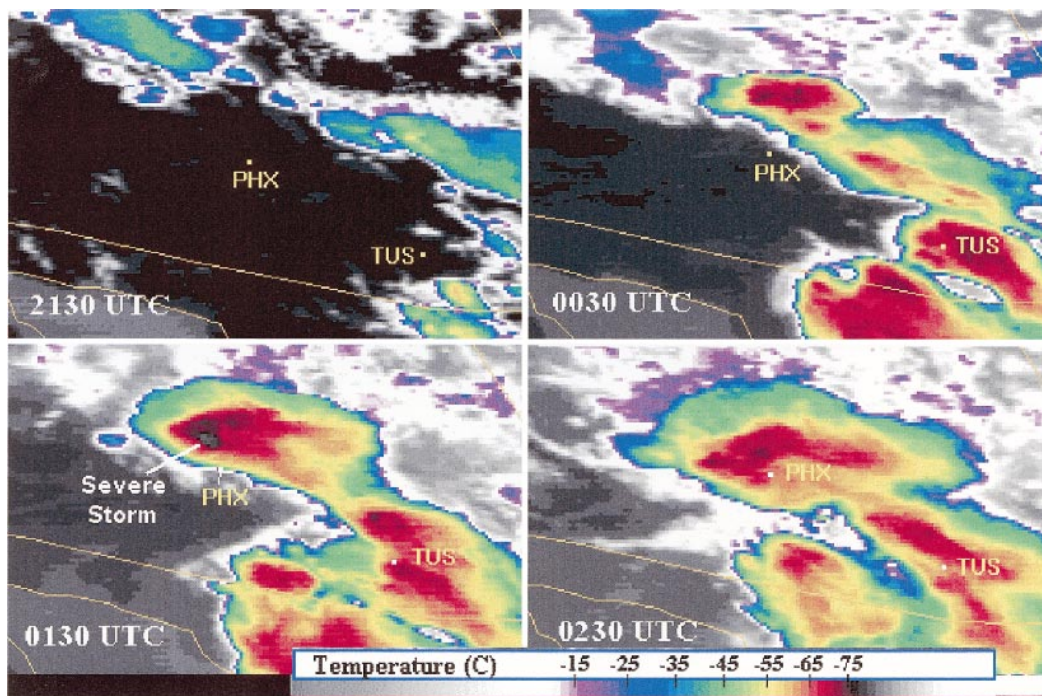 PHX
TUS
2130 UTC
PHX
TUS
0030 UTC
Severe
Storm
PHX
TUS
0130 UTC
PHX
TUS
0230 UTC
Temperature (C) -15 -25 -35 -45 -55 -65 -75